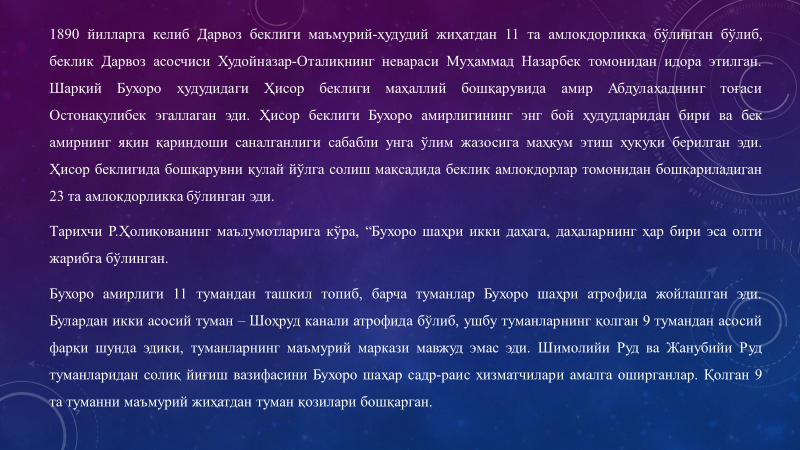 1890 йилларга келиб Дарвоз беклиги маъмурий-ҳудудий жиҳатдан 11 та амлокдорликка бўлинган бўлиб,
беклик Дарвоз асосчиси Худойназар-Оталиқнинг невараси Муҳаммад Назарбек томонидан идора этилган.
Шарқий Бухоро ҳудудидаги Ҳисор беклиги маҳаллий бошқарувида амир Абдулаҳаднинг тоғаси
Остонақулибек эгаллаган эди. Ҳисор беклиги Бухоро амирлигининг энг бой ҳудудларидан бири ва бек
амирнинг яқин қариндоши саналганлиги сабабли унга ўлим жазосига маҳкум этиш ҳуқуқи берилган эди.
Ҳисор беклигида бошқарувни қулай йўлга солиш мақсадида беклик амлокдорлар томонидан бошқариладиган
23 та амлокдорликка бўлинган эди.
Тарихчи Р.Ҳолиқованинг маълумотларига кўра, “Бухоро шаҳри икки даҳага, даҳаларнинг ҳар бири эса олти
жарибга бўлинган.
Бухоро амирлиги 11 тумандан ташкил топиб, барча туманлар Бухоро шаҳри атрофида жойлашган эди.
Булардан икки асосий туман – Шоҳруд канали атрофида бўлиб, ушбу туманларнинг қолган 9 тумандан асосий
фарқи шунда эдики, туманларнинг маъмурий маркази мавжуд эмас эди. Шимолийи Руд ва Жанубийи Руд
туманларидан солиқ йиғиш вазифасини Бухоро шаҳар садр-раис хизматчилари амалга оширганлар. Қолган 9
та туманни маъмурий жиҳатдан туман қозилари бошқарган.